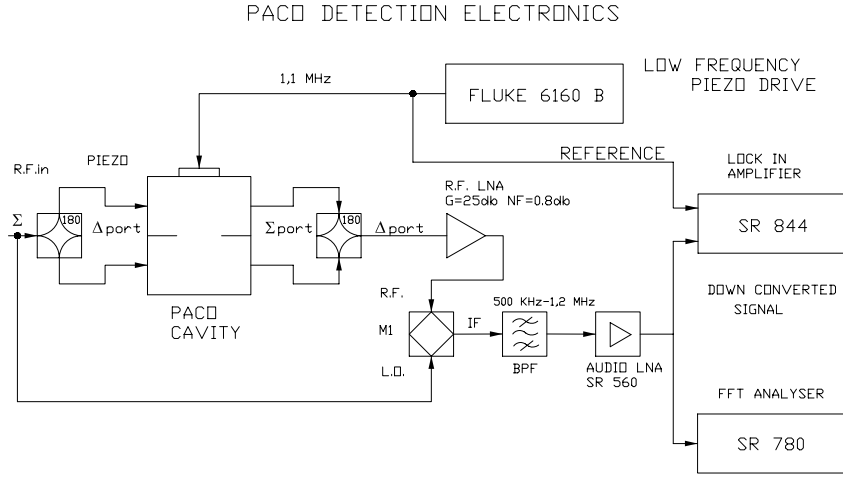 PACO DETECTION ELECTRONICS
LOW FREQUENCY
PIEZO DRIVE
1,1 MHz
FLUKE 6160 B
REFERENCE
LOCK IN
AMPLIFIER
R.F.in
PIEZO
R.F. LNA
G=25db NF=0.8db
Σ
180
Δport
Σport
180
Δport
SR 844
PACO
CAVITY
R.F.
500 KHz-1,2 MHz
DOWN CONVERTED
SIGNAL
M1
IF
L.O.
BPF
AUDIO LNA
SR 560
FFT ANALYSER
SR 780